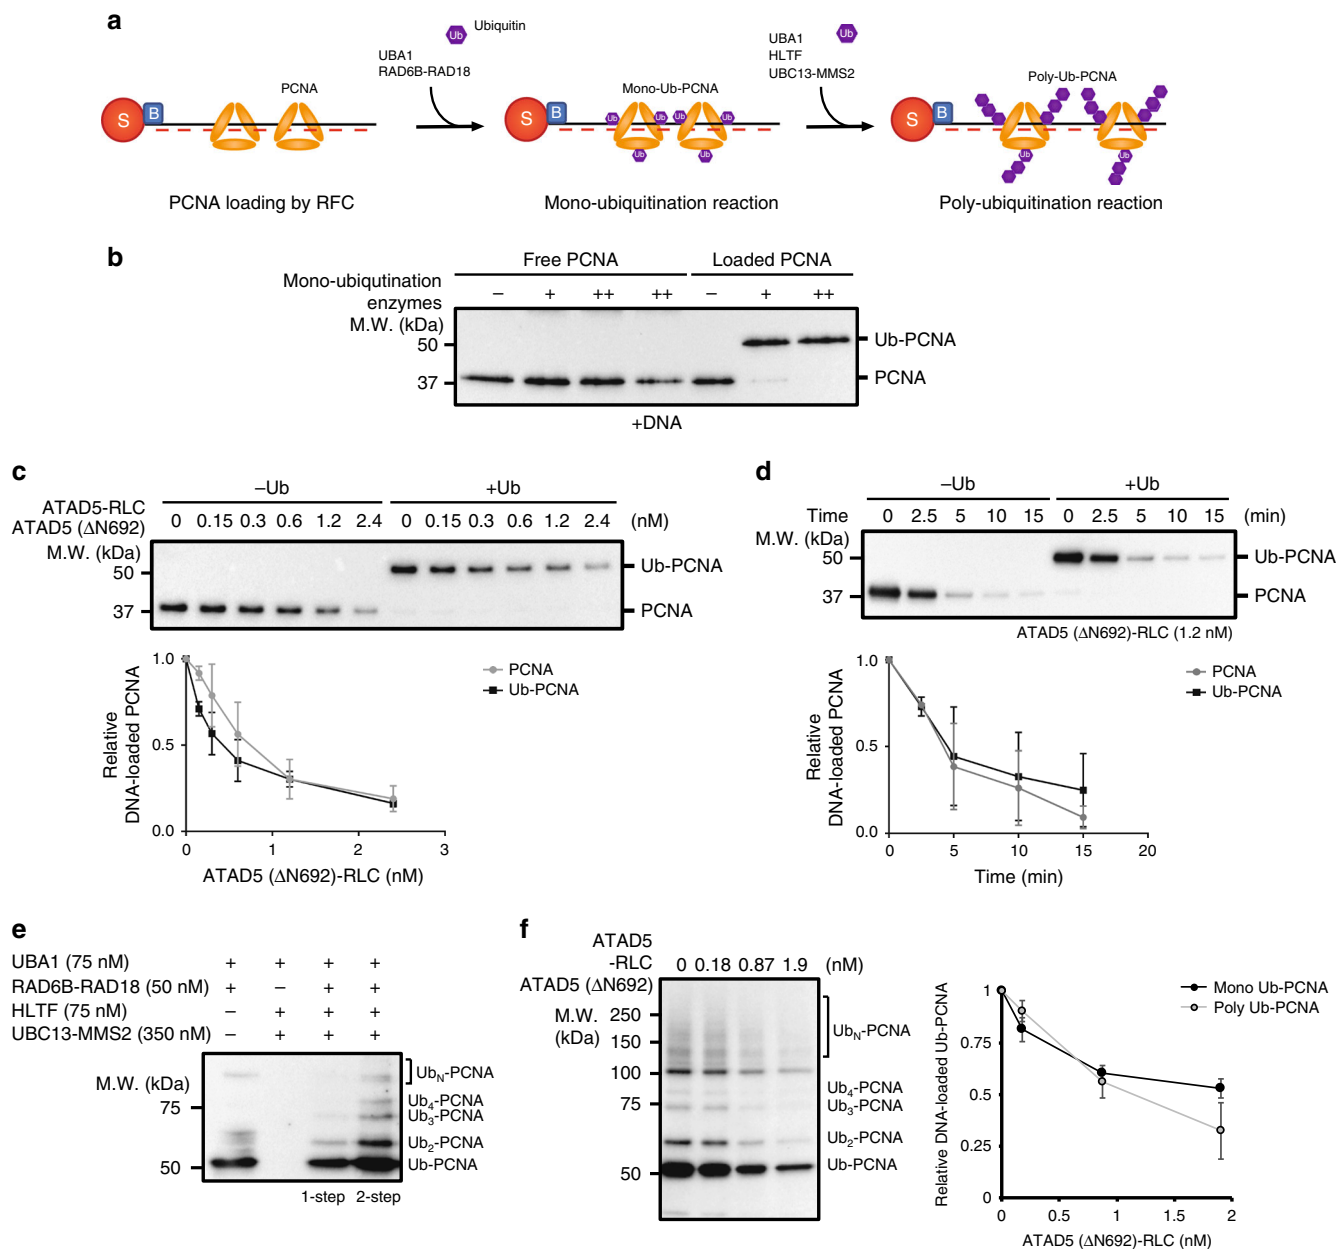 a
Ub Ubiquitin
UBA1
RAD6B-RAD18
PCNA
S B
PCNA loading by RFC
Mono-Ub-PCNA
S B
Ub Ub Ub Ub
Ub Ub
Mono-ubiquitination reaction
UBA1
HLTF
UBC13-MMS2
Ub
Poly-Ub-PCNA
S B
Ub Ub
Poly-ubiquitination reaction
b
Free PCNA Loaded PCNA
Mono-ubiqutination
enzymes
– + ++ ++ – + ++
M.W. (kDa)
50
37
Ub-PCNA
PCNA
+DNA
c
–Ub +Ub
ATAD5-RLC
ATAD5 (ΔN692)
0 0.15 0.3 0.6 1.2 2.4 0 0.15 0.3 0.6 1.2 2.4 (nM)
M.W. (kDa)
50
37
Ub-PCNA
PCNA
1.0
0.5
0.0
Relative
DNA-loaded PCNA
PCNA
Ub-PCNA
0 1 2 3
ATAD5 (ΔN692)-RLC (nM)
d
–Ub +Ub
Time 0 2.5 5 10 15 0 2.5 5 10 15 (min)
M.W. (kDa)
50
37
Ub-PCNA
PCNA
ATAD5 (ΔN692)-RLC (1.2 nM)
1.0
0.5
0.0
Relative
DNA-loaded PCNA
PCNA
Ub-PCNA
0 5 10 15 20
Time (min)
e
UBA1 (75 nM) + + + +
RAD6B-RAD18 (50 nM) + – + +
HLTF (75 nM) – + + +
UBC13-MMS2 (350 nM) – + + +
M.W. (kDa)
75
50
UbN-PCNA
Ub4-PCNA
Ub3-PCNA
Ub2-PCNA
Ub-PCNA
1-step 2-step
f
ATAD5
-RLC
ATAD5 (ΔN692)
0 0.18 0.87 1.9 (nM)
M.W.
(kDa)
250
150
100
75
50
UbN-PCNA
Ub4-PCNA
Ub3-PCNA
Ub2-PCNA
Ub-PCNA
Relative DNA-loaded Ub-PCNA
1
0.75
0.5
0.25
0
Mono Ub-PCNA
Poly Ub-PCNA
0 0.5 1 1.5 2
ATAD5 (ΔN692)-RLC (nM)